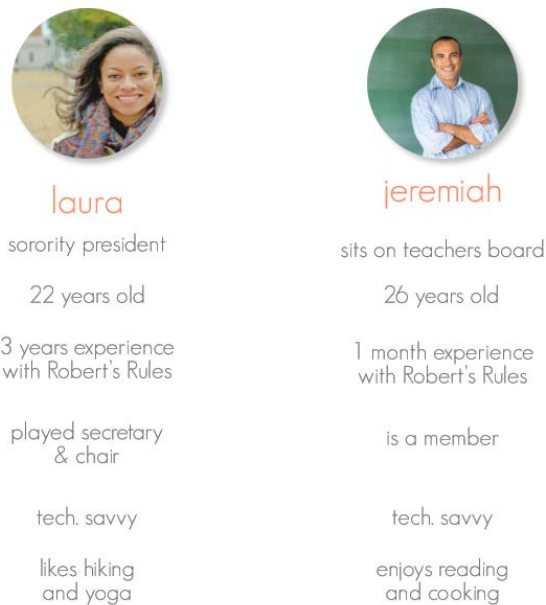 laura
sorority president
22 years old
3 years experience
with Robert's Rules
played secretary
& chair
tech. savvy
likes hiking
and yoga
jeremiah
sits on teachers board
26 years old
1 month experience
with Robert's Rules
is a member
tech. savvy
enjoys reading
and cooking